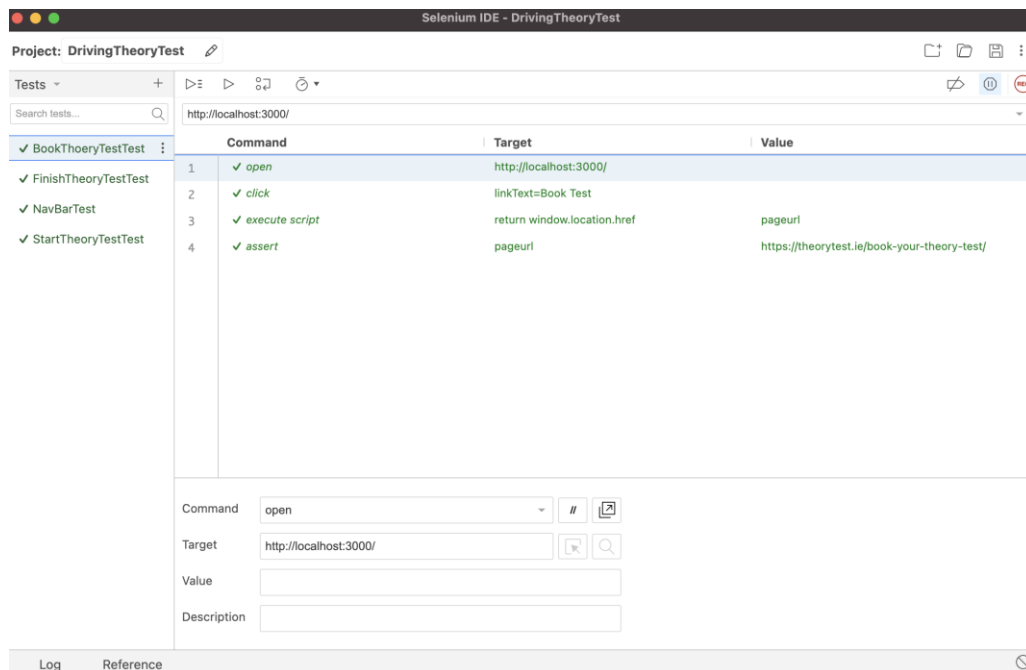 Selenium IDE - DrivingTheoryTest
Project: DrivingTheoryTest
Tests
Search tests...
http://localhost:3000/
BookThoeryTestTest
FinishTheoryTestTest
NavBarTest
StartTheoryTestTest
Command Target Value
1 open http://localhost:3000/
2 click linkText=Book Test
3 execute script return window.location.href pageurl
4 assert pageurl https://theorytest.ie/book-your-theory-test/
Command open //
Target http://localhost:3000/
Value
Description
Log Reference